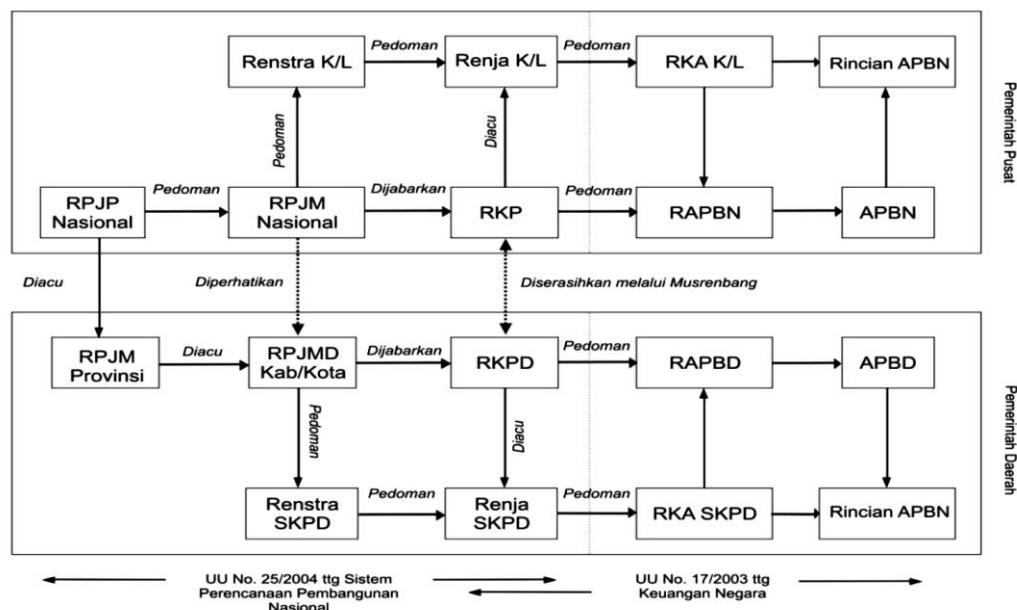 Pedoman
Pedoman
Renstra K/L
Renja K/L
RKA K/L
Rincian APBN
Pedoman
Diacu
Pemerintah Pusat
RPJP
Nasional
Pedoman
RPJM
Nasional
Dijabarkan
RKP
Pedoman
RAPBN
APBN
Diacu
Diperhatikan
Diserasihkan melalui Musrenbang
RPJM
Provinsi
Diacu
RPJMD
Kab/Kota
Dijabarkan
RKPD
Pedoman
RAPBD
APBD
Pedoman
Diacu
Pemerintah Daerah
Renstra
SKPD
Pedoman
Renja
SKPD
Pedoman
RKA SKPD
Rincian APBN
UU No. 25/2004 ttg Sistem
Perencanaan Pembangunan
Nasional
UU No. 17/2003 ttg
Keuangan Negara